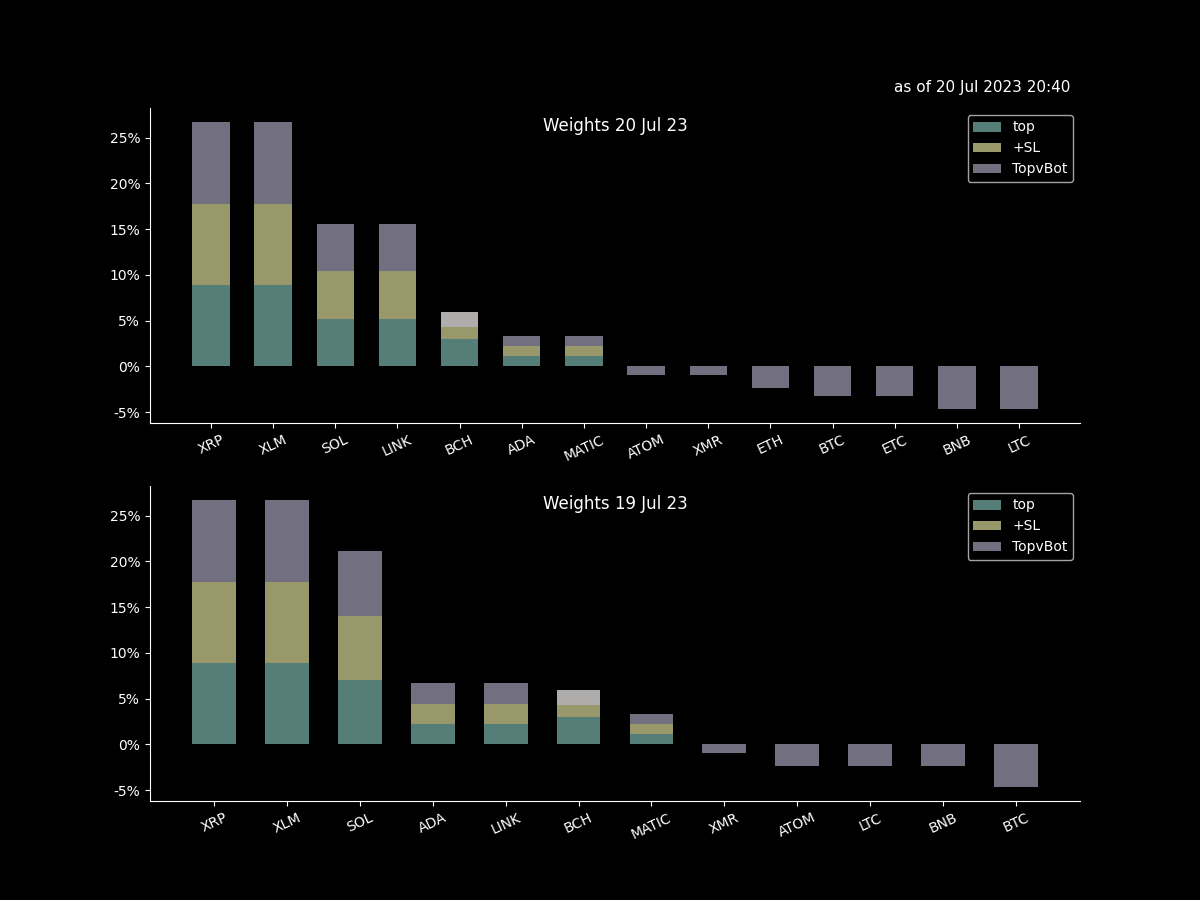 as of 20 Jul 2023 20:40
Weights 20 Jul 23
top
+SL
TopvBot
25%
20%
15%
10%
5%
0%
-5%
XRP XLM SOL LINK BCH ADA MATIC ATOM XMR ETH BTC ETC BNB LTC
Weights 19 Jul 23
top
+SL
TopvBot
25%
20%
15%
10%
5%
0%
-5%
XRP XLM SOL ADA LINK BCH MATIC XMR ATOM LTC BNB BTC